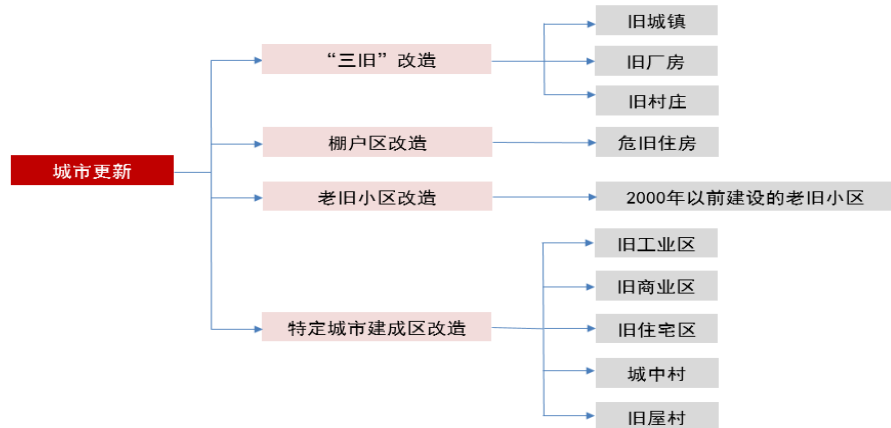 旧城镇
“三旧”改造
旧厂房
旧村庄
棚户区改造
危旧住房
城市更新
老旧小区改造
2000年以前建设的老旧小区
旧工业区
旧商业区
特定城市建成区改造
旧住宅区
城中村
旧屋村